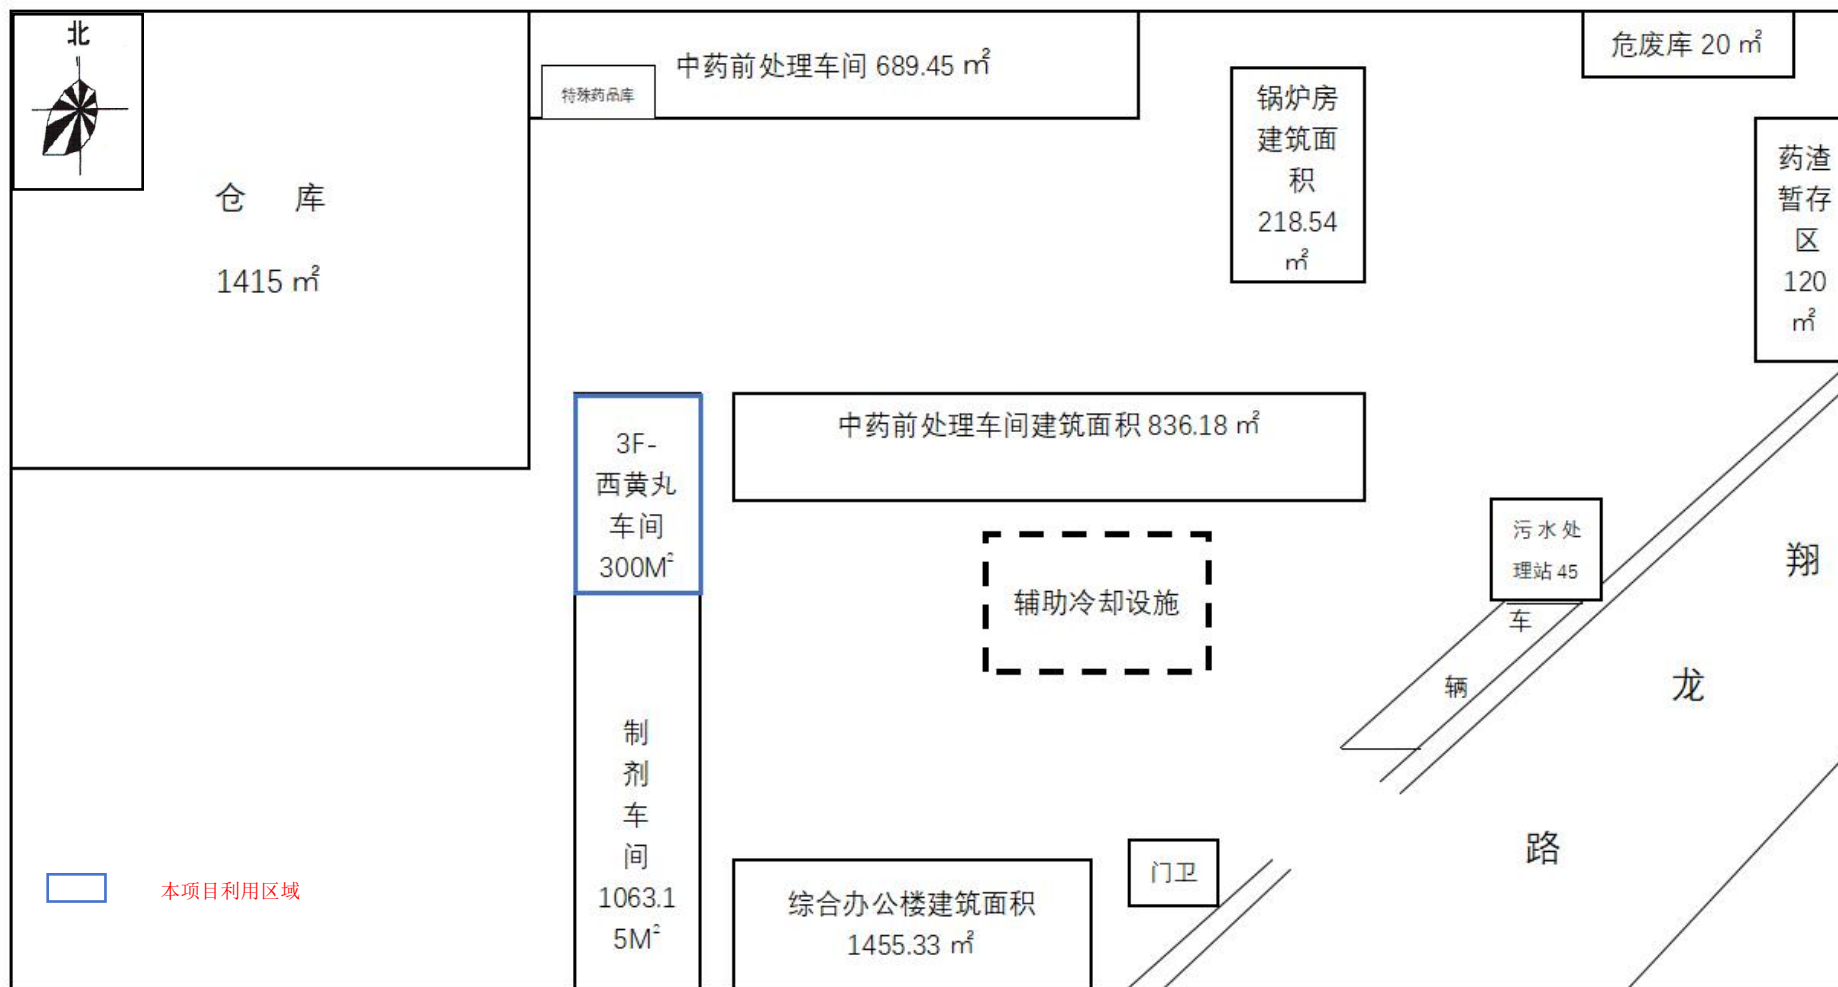 北
中药前处理车间 689.45 ㎡
特殊药品库
危废库 20 ㎡
锅炉房
建筑面
积
218.54
㎡
药渣
暂存
区
120
㎡
仓 库
1415 ㎡
3F-
西黄丸
车间
300M²
中药前处理车间建筑面积 836.18 ㎡
污水处
理站 45
辅助冷却设施
车
辆
翔
龙
路
制
剂
车
间
1063.1
5M²
门卫
综合办公楼建筑面积
1455.33 ㎡
本项目利用区域